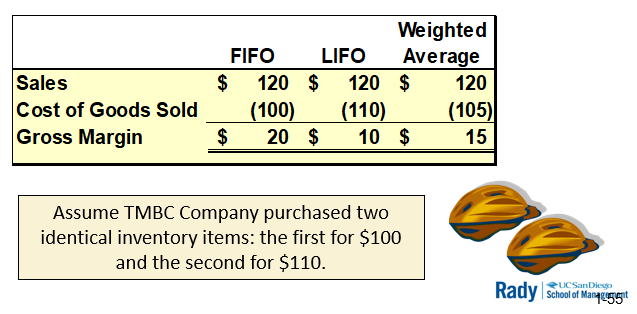 Weighted
FIFO LIFO Average
Sales $ 120 $ 120 $ 120
Cost of Goods Sold (100) (110) (105)
Gross Margin $ 20 $ 10 $ 15
Assume TMBC Company purchased two
identical inventory items: the first for $100
and the second for $110.
Rady UC San Diego
School of Management
1-55